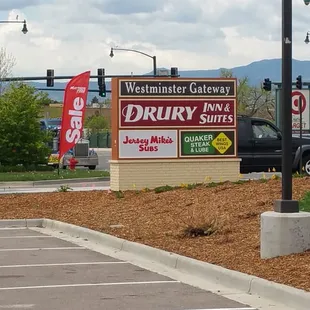 Westminster Gateway
DRURY INN & SUITES
Jersey Mike's SUBS
QUAKER STEAK & LUBE
Sale